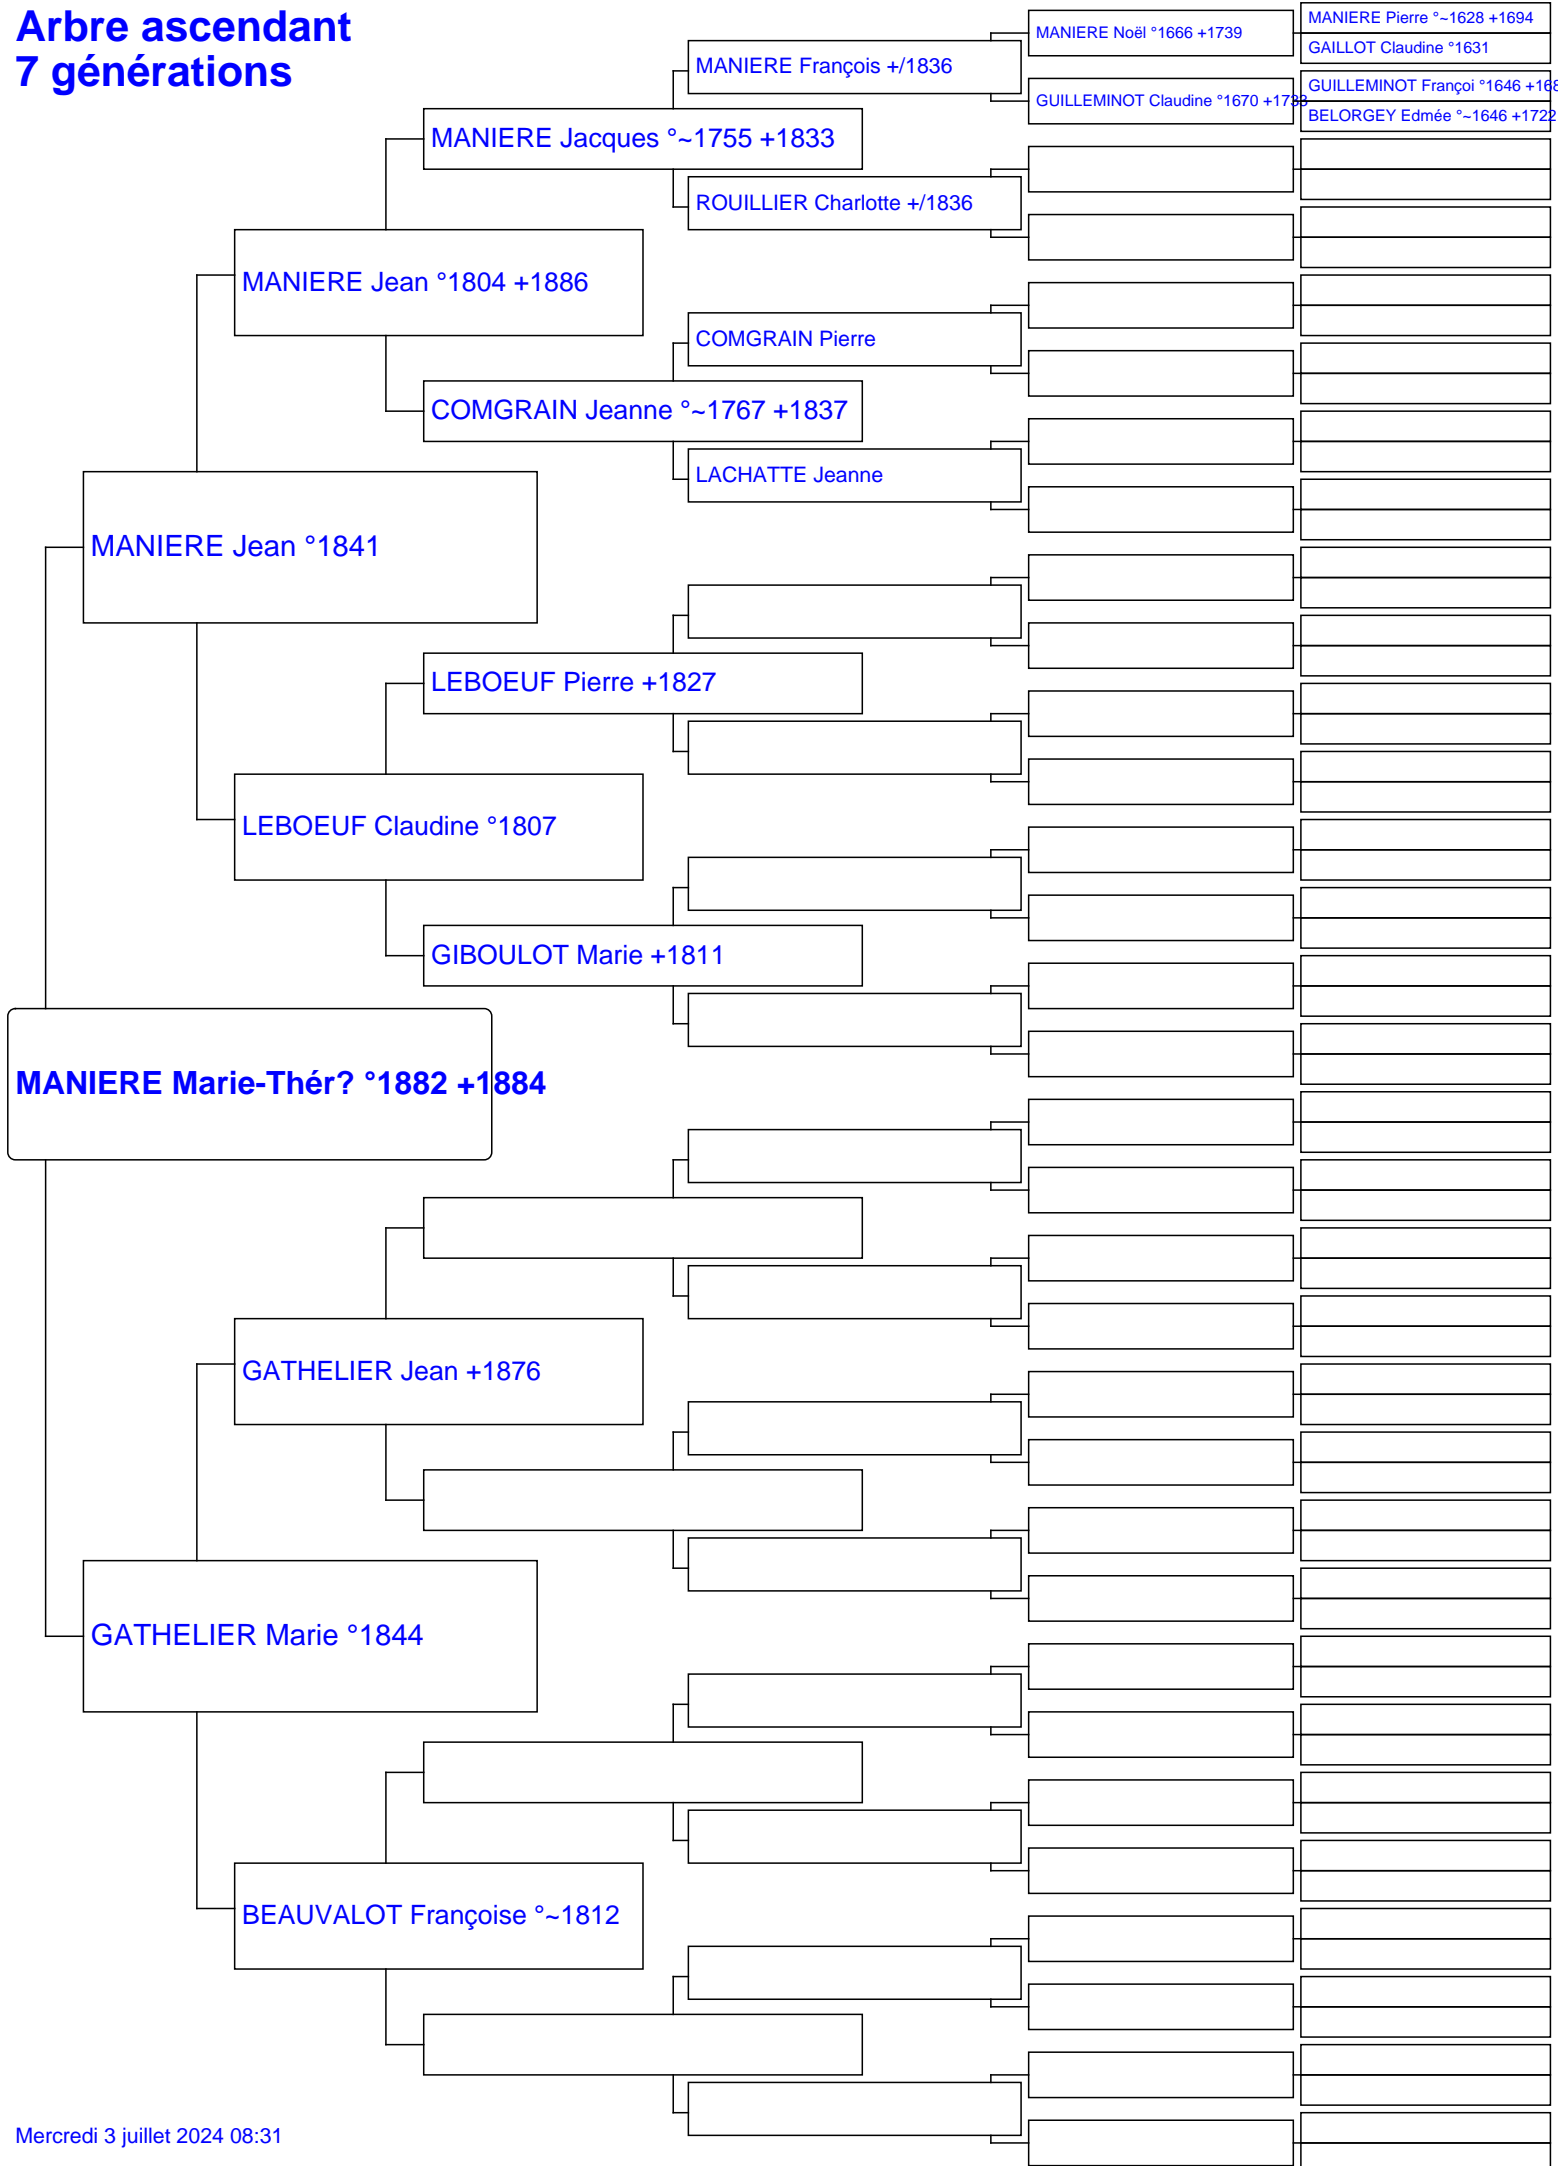 Arbre ascendant
7 générations
MANIERE Pierre °~1628 +1694
MANIERE Noël °1666 +1739
GAILLOT Claudine °1631
MANIERE François +/1836
GUILLEMINOT Françoi °1646 +168
GUILLEMINOT Claudine °1670 +1733
BELORGEY Edmée °~1646 +1722
MANIERE Jacques °~1755 +1833
ROUILLIER Charlotte +/1836
MANIERE Jean °1804 +1886
COMGRAIN Pierre
COMGRAIN Jeanne °~1767 +1837
LACHATTE Jeanne
MANIERE Jean °1841
LEBOEUF Pierre +1827
LEBOEUF Claudine °1807
GIBOULOT Marie +1811
MANIERE Marie-Thér? °1882 +1884
GATHELIER Jean +1876
GATHELIER Marie °1844
BEAUVALOT Françoise °~1812
Mercredi 3 juillet 2024 08:31